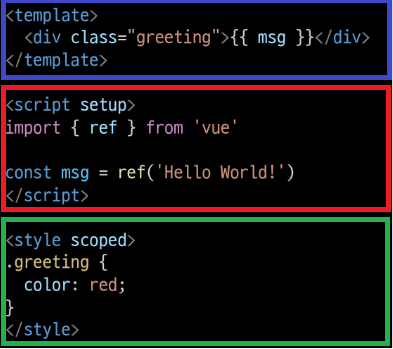 <template>
  <div class="greeting">{{ msg }}</div>
</template>
<script setup>
import { ref } from 'vue'
const msg = ref('Hello World!')
</script>
<style scoped>
.greeting {
  color: red;
}
</style>